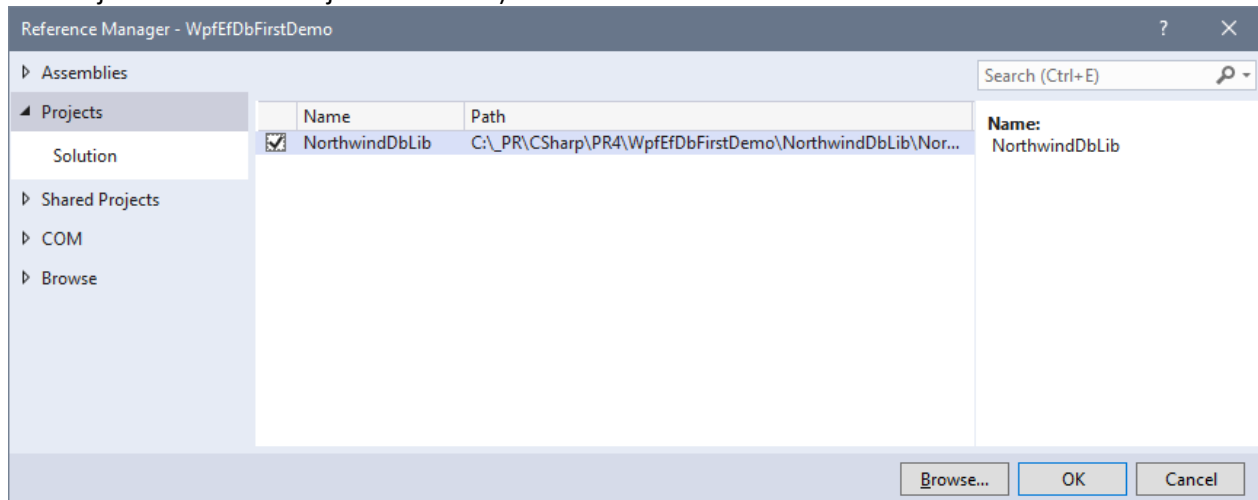 Reference Manager - WpfEfDbFirstDemo
? ×
Assemblies
Search (Ctrl+E)
Projects
Name Path
Name:
NorthwindDbLib C:\_PR\CSharp\PR4\WpfEfDbFirstDemo\NorthwindDbLib\Nor...
NorthwindDbLib
Solution
Shared Projects
COM
Browse
Browse... OK Cancel